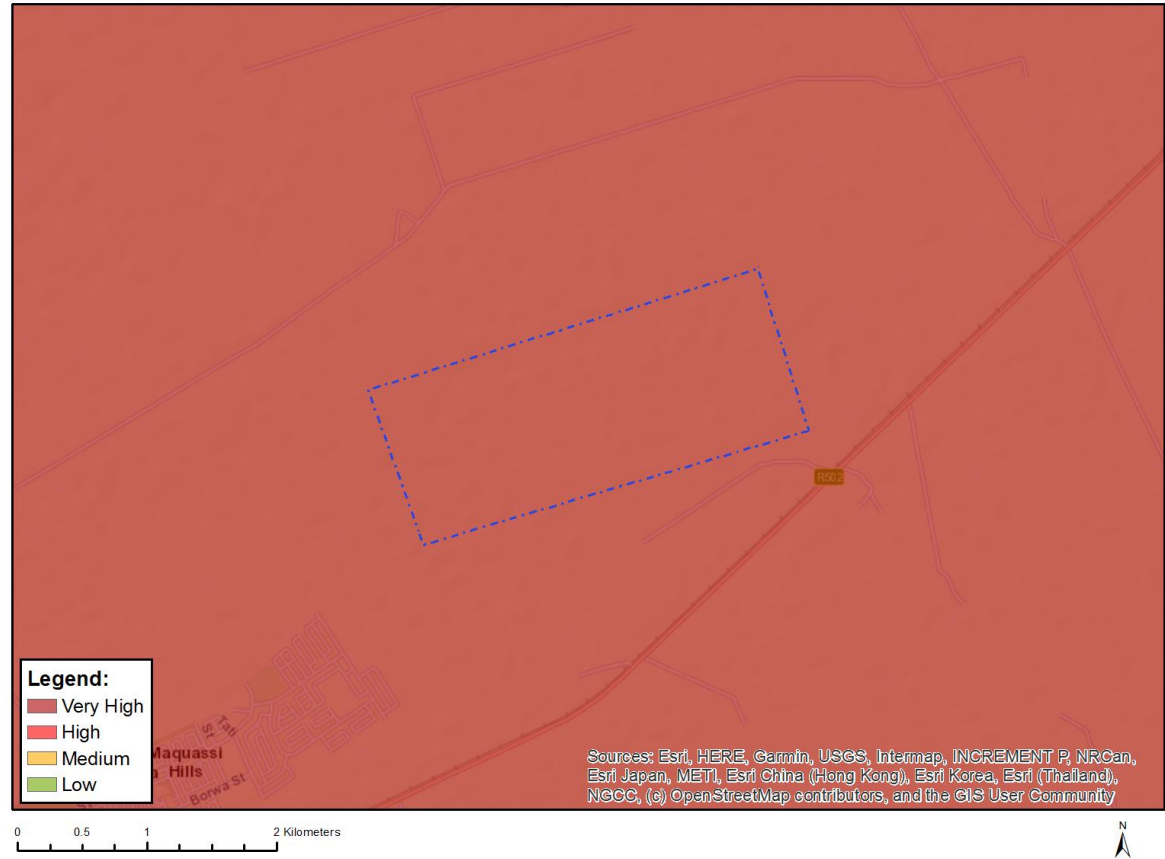 R502
Tati
St
Maquassi
a Hills
Borwa St
Legend:
Very High
High
Medium
Low
Sources: Esri, HERE, Garmin, USGS, Intermap, INCREMENT P, NRCan,
Esri Japan, METI, Esri China (Hong Kong), Esri Korea, Esri (Thailand),
NGCC, (c) OpenStreetMap contributors, and the GIS User Community
0 0.5 1 2 Kilometers
N